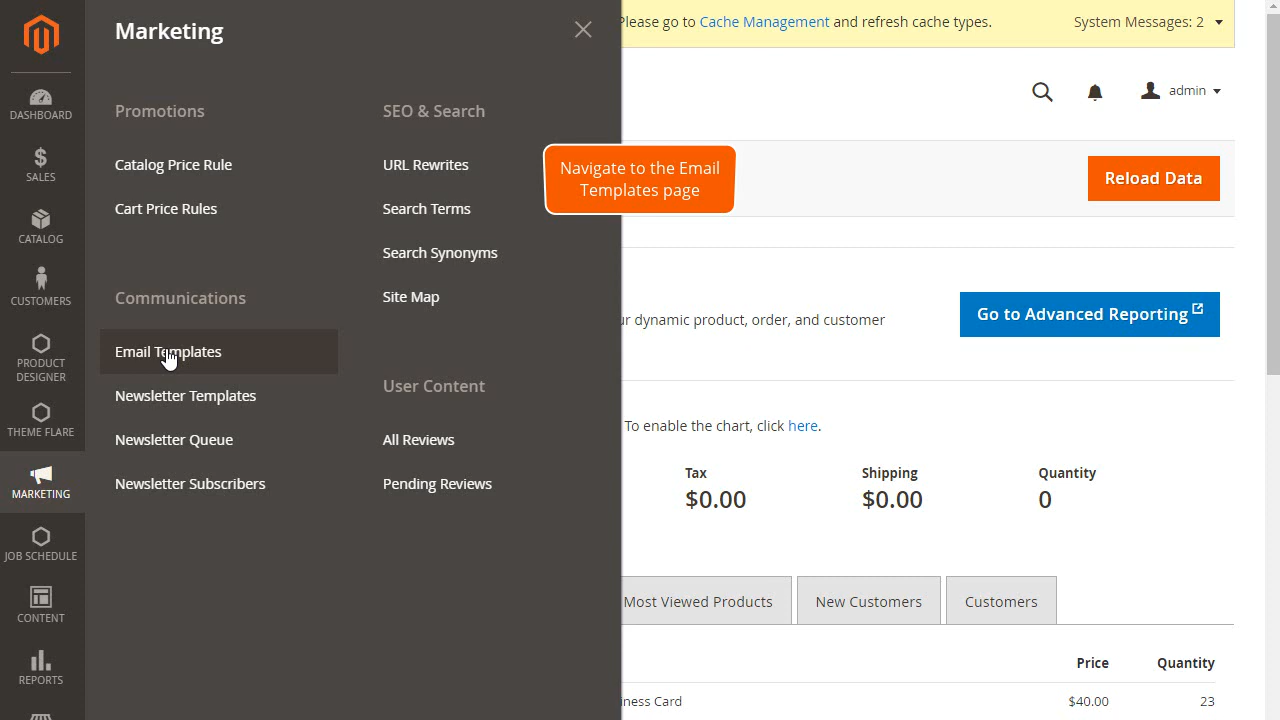 DASHBOARD
SALES
CATALOG
CUSTOMERS
PRODUCT
DESIGNER
THEME FLARE
MARKETING
JOB SCHEDULE
CONTENT
REPORTS
Marketing
Promotions
Catalog Price Rule
Cart Price Rules
Communications
Email Templates
Newsletter Templates
Newsletter Queue
Newsletter Subscribers
SEO & Search
URL Rewrites
Search Terms
Search Synonyms
Site Map
User Content
All Reviews
Pending Reviews
Please go to Cache Management and refresh cache types.
System Messages: 2
admin
Navigate to the Email
Templates page
Reload Data
dynamic product, order, and customer
Go to Advanced Reporting
To enable the chart, click here.
Tax
Shipping
Quantity
$0.00
$0.00
0
Most Viewed Products
New Customers
Customers
Price
Quantity
Card
$40.00
23